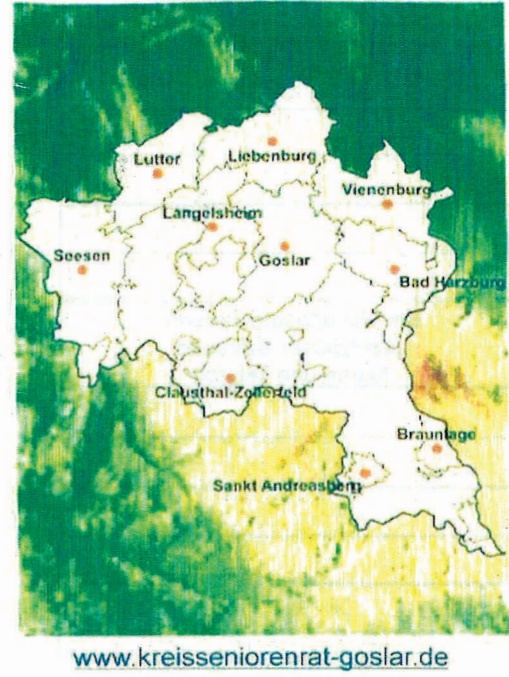 Lutter
Liebenburg
Vienenburg
Langelsheim
Seesen
Goslar
Bad Harzburg
Clausthal-Zellerfeld
Braunlage
Sankt Andreasberg
www.kreisseniorenrat-goslar.de